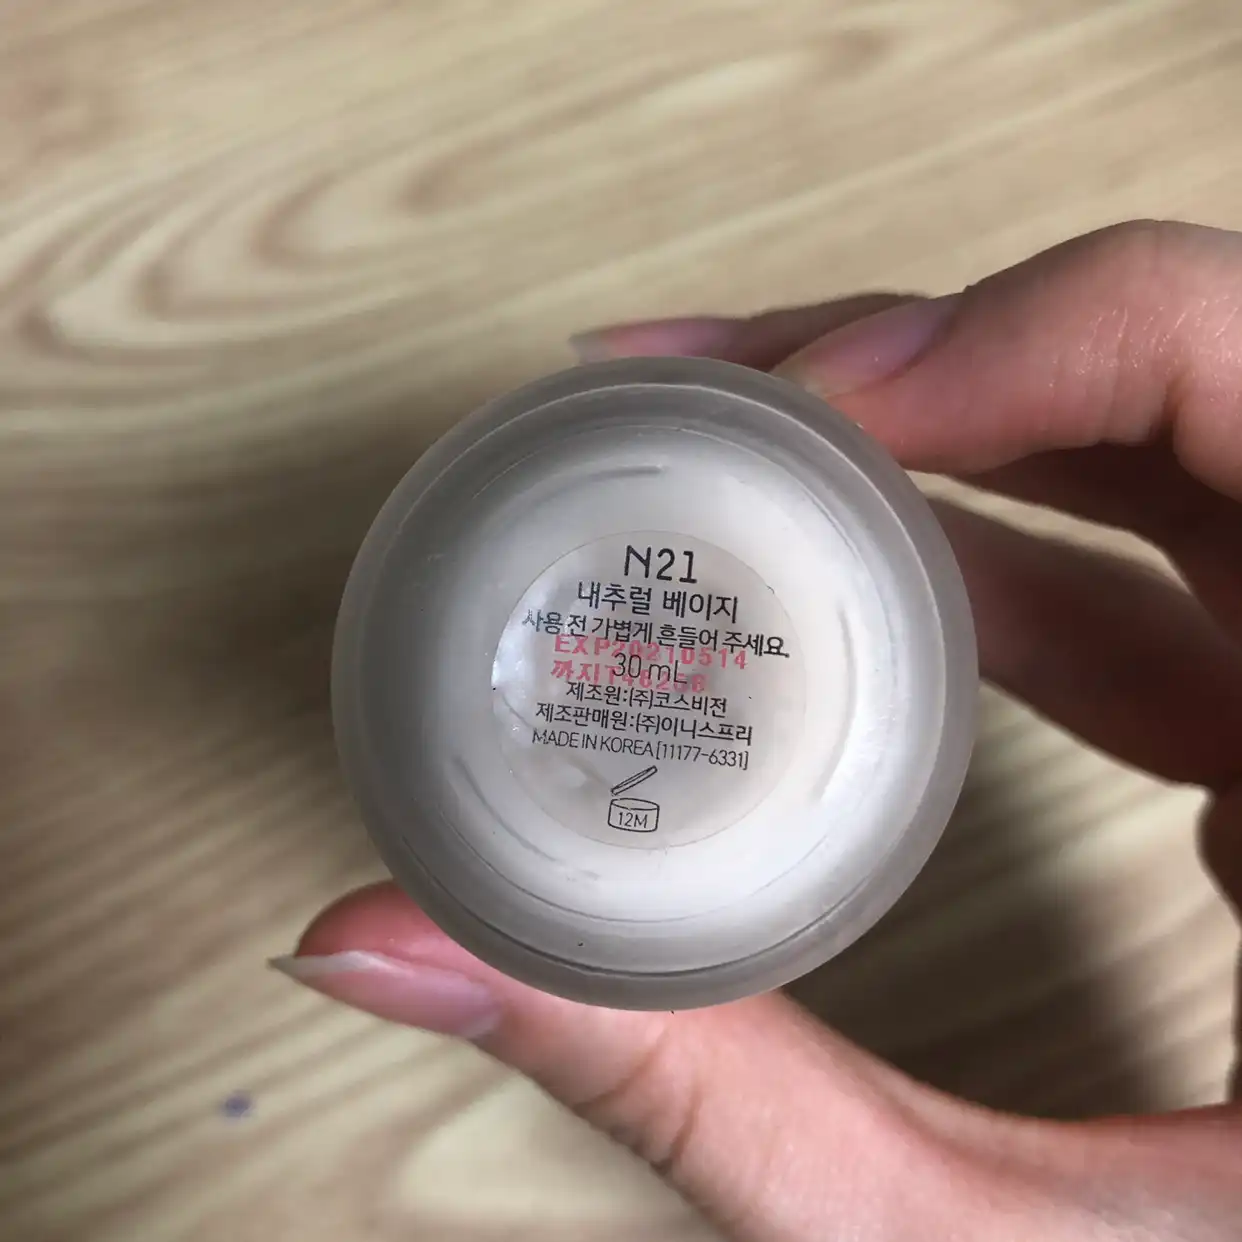 N21
내추럴 베이지
사용 전 가볍게 흔들어 주세요.
EXP20210514
30 mL
까지
제조원:(주)코스비전
제조판매원:(주)이니스프리
MADE IN KOREA [11177-6331]
12M